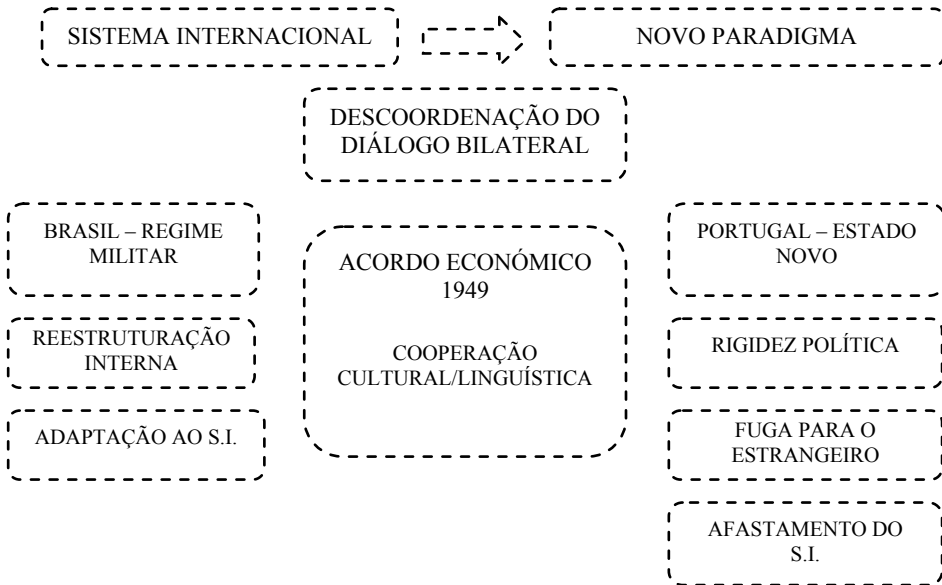 SISTEMA INTERNACIONAL
NOVO PARADIGMA
DESCOORDENAÇÃO DO
DIÁLOGO BILATERAL
BRASIL – REGIME
MILITAR
REESTRUTURAÇÃO
INTERNA
ADAPTAÇÃO AO S.I.
ACORDO ECONÓMICO
1949
COOPERAÇÃO
CULTURAL/LINGUÍSTICA
PORTUGAL – ESTADO
NOVO
RIGIDEZ POLÍTICA
FUGA PARA O
ESTRANGEIRO
AFASTAMENTO DO
S.I.